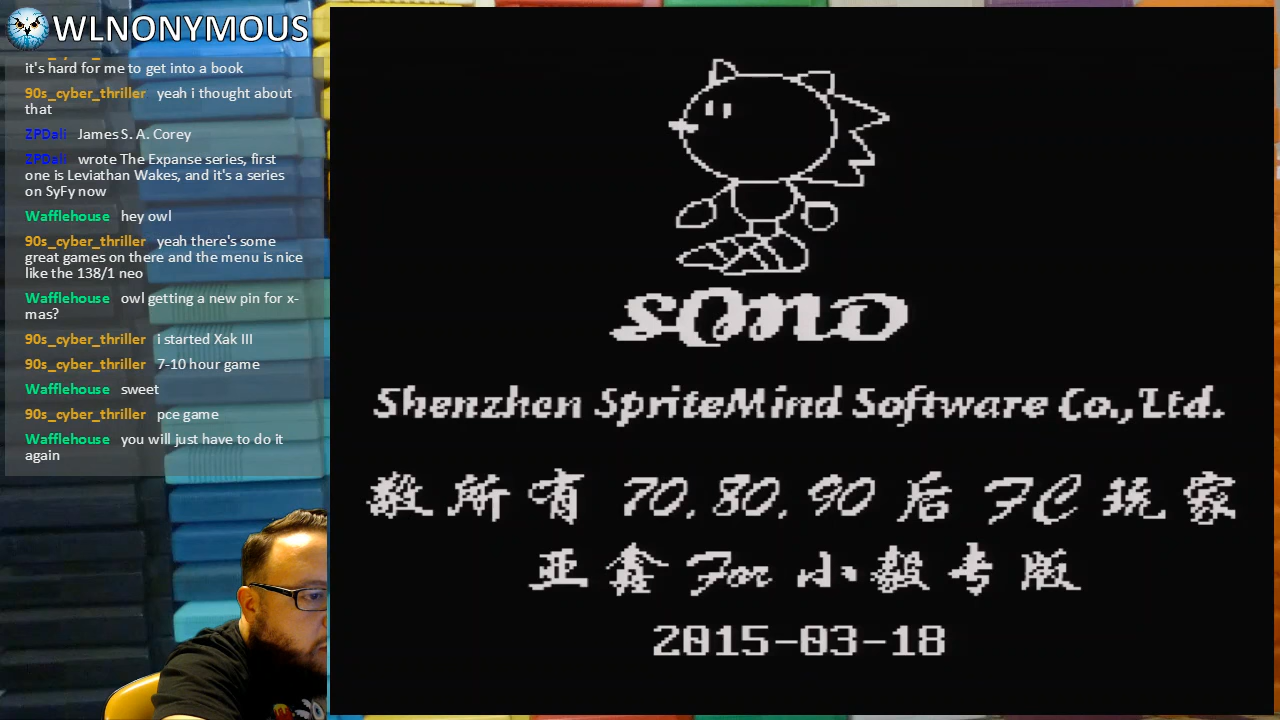 WLNONYMOUS
it's hard for me to get into a book
90s_cyber_thriller yeah i thought about
that
ZPDali James S. A. Corey
ZPDali wrote The Expanse series, first
one is Leviathan Wakes, and it's a series
on SyFy now
Wafflehouse hey owl
90s_cyber_thriller yeah there's some
great games on there and the menu is nice
like the 138/1 neo
Wafflehouse owl getting a new pin for x-
mas?
90s_cyber_thriller i started Xak III
90s_cyber_thriller 7-10 hour game
Wafflehouse sweet
90s_cyber_thriller pce game
Wafflehouse you will just have to do it
again
SOMO
Shenzhen SpriteMind Software Co.,Ltd.
致所有 70, 80, 90 后 FC 玩家
亚鑫 For 小毅专版
2015-03-18